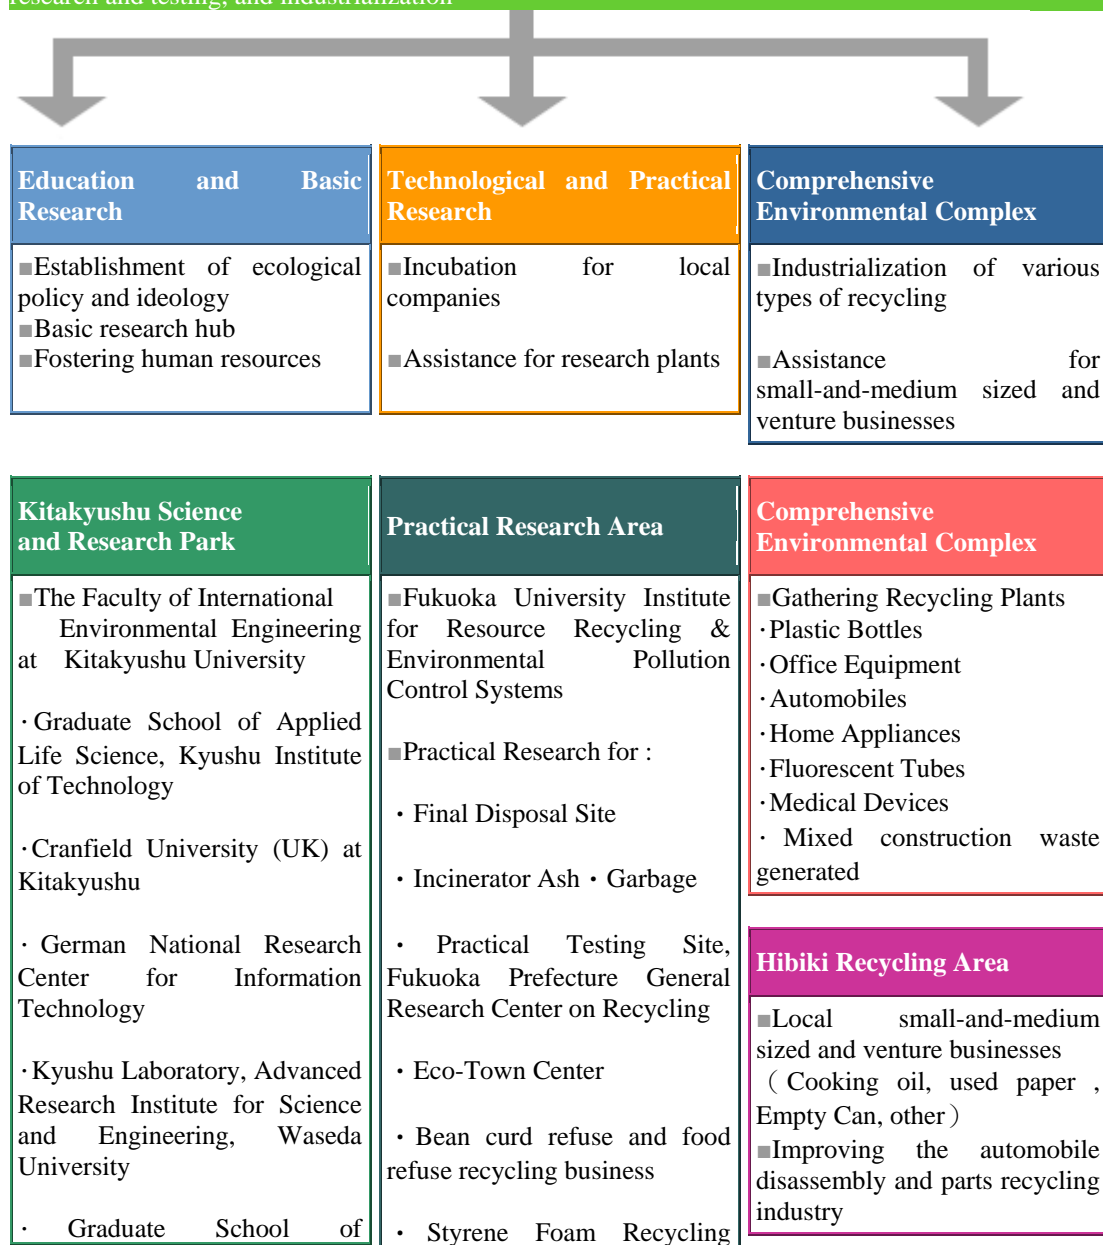 research and testing, and industrialization
Education and Basic
Research
■Establishment of ecological
policy and ideology
■Basic research hub
■Fostering human resources
Technological and Practical
Research
■Incubation for local
companies
■Assistance for research plants
Comprehensive
Environmental Complex
■Industrialization of various
types of recycling
■Assistance for
small-and-medium sized and
venture businesses
Kitakyushu Science
and Research Park
■The Faculty of International
Environmental Engineering
at Kitakyushu University
・Graduate School of Applied
Life Science, Kyushu Institute
of Technology
・Cranfield University (UK) at
Kitakyushu
・German National Research
Center for Information
Technology
・Kyushu Laboratory, Advanced
Research Institute for Science
and Engineering, Waseda
University
・ Graduate School of
Practical Research Area
■Fukuoka University Institute
for Resource Recycling &
Environmental Pollution
Control Systems
■Practical Research for :
・Final Disposal Site
・Incinerator Ash・Garbage
・ Practical Testing Site,
Fukuoka Prefecture General
Research Center on Recycling
・Eco-Town Center
・Bean curd refuse and food
refuse recycling business
・ Styrene Foam Recycling
Comprehensive
Environmental Complex
■Gathering Recycling Plants
・Plastic Bottles
・Office Equipment
・Automobiles
・Home Appliances
・Fluorescent Tubes
・Medical Devices
・ Mixed construction waste
generated
Hibiki Recycling Area
■Local small-and-medium
sized and venture businesses
（Cooking oil, used paper ,
Empty Can, other）
■Improving the automobile
disassembly and parts recycling
industry